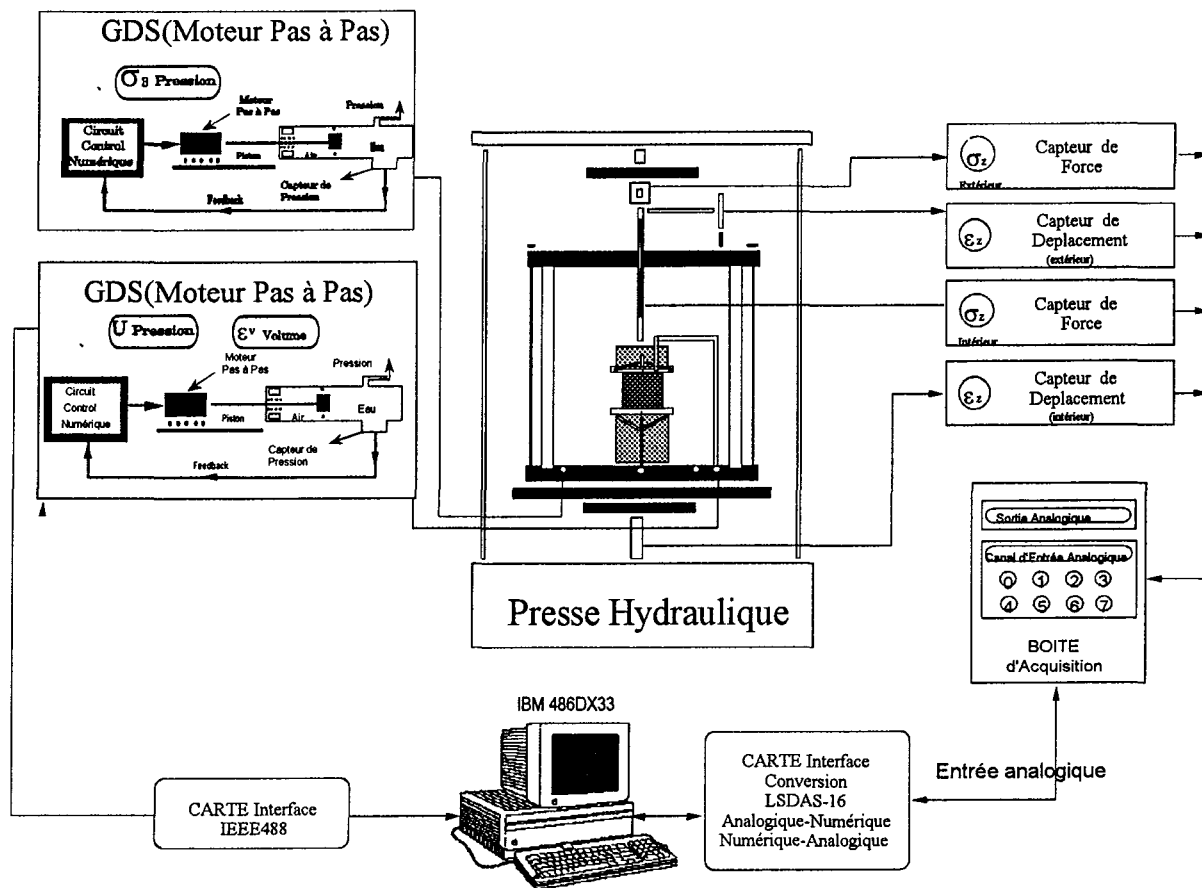 GDS(Moteur Pas à Pas)
σ3 Pression
Moteur
Pas à Pas
Pression
Circuit
Control
Numérique
Eau
Piston
Air
Capteur de
Pression
Feedback
GDS(Moteur Pas à Pas)
U Pression
εv Volume
Moteur
Pas à Pas
Pression
Circuit
Control
Numérique
Eau
Piston
Air
Capteur de
Pression
Feedback
Presse Hydraulique
σz
Extérieur
Capteur de
Force
εz
Capteur de
Deplacement
(extérieur)
σz
Intérieur
Capteur de
Force
εz
Capteur de
Deplacement
(intérieur)
Sortie Analogique
Canal d'Entrée Analogique
0 1 2 3
4 5 6 7
BOITE
d'Acquisition
IBM 486DX33
CARTE Interface
IEEE488
CARTE Interface
Conversion
LSDAS-16
Analogique-Numérique
Numérique-Analogique
Entrée analogique